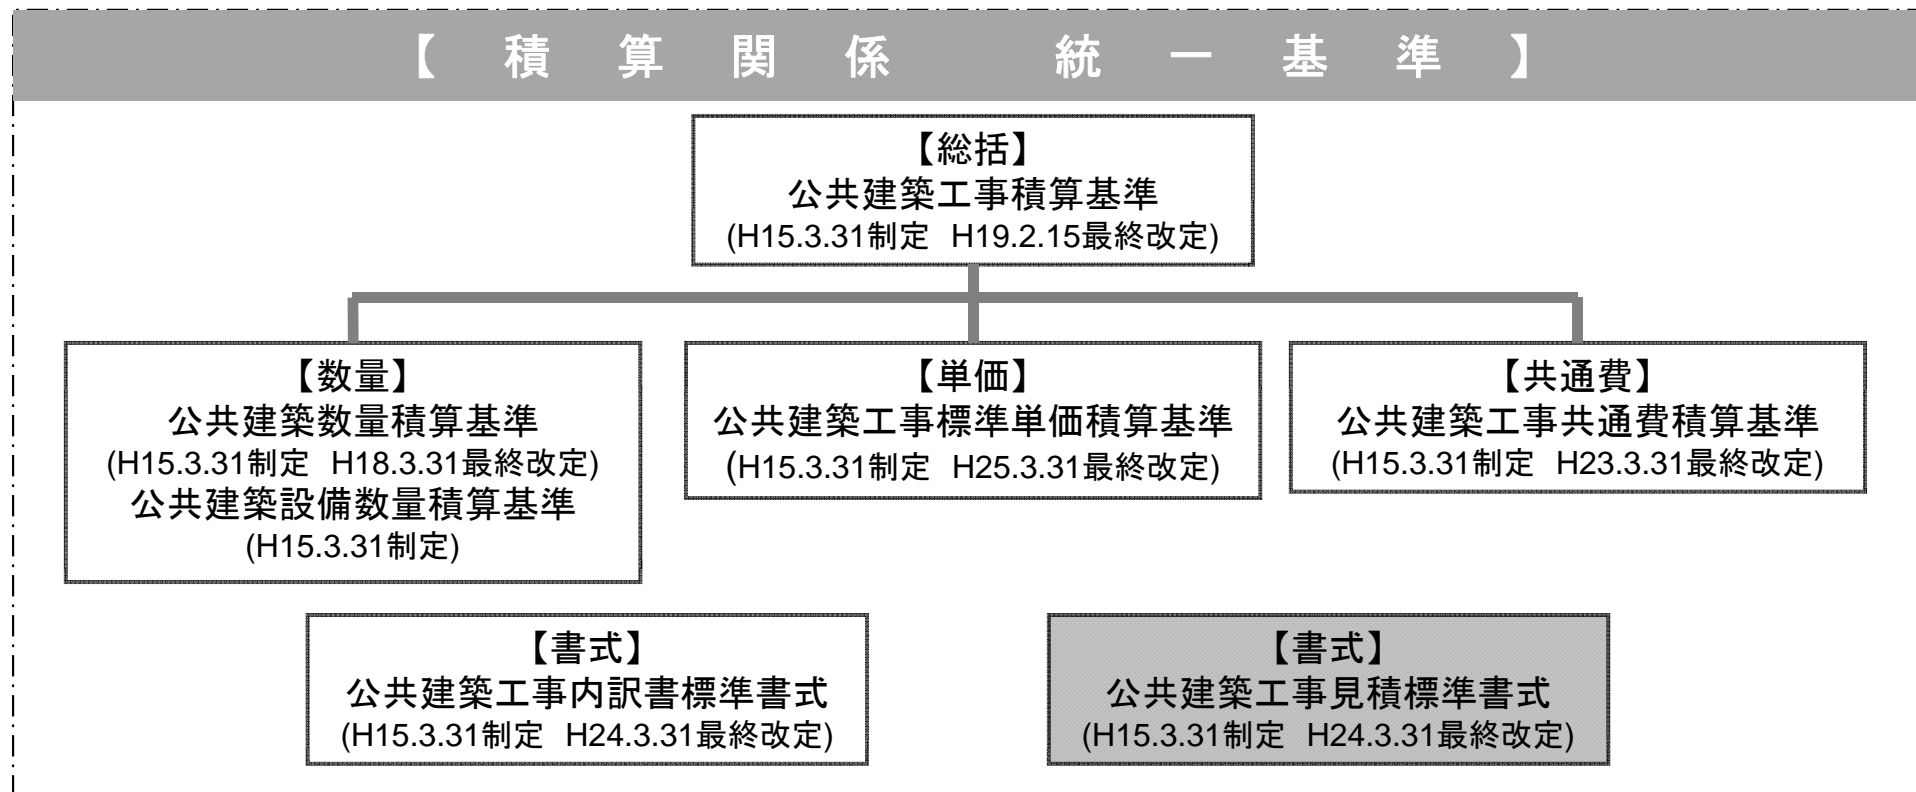 【 積 算 関 係 統 一 基 準 】
【総括】
公共建築工事積算基準
(H15.3.31制定 H19.2.15最終改定)
【数量】
公共建築数量積算基準
(H15.3.31制定 H18.3.31最終改定)
公共建築設備数量積算基準
(H15.3.31制定)
【単価】
公共建築工事標準単価積算基準
(H15.3.31制定 H25.3.31最終改定)
【共通費】
公共建築工事共通費積算基準
(H15.3.31制定 H23.3.31最終改定)
【書式】
公共建築工事内訳書標準書式
(H15.3.31制定 H24.3.31最終改定)
【書式】
公共建築工事見積標準書式
(H15.3.31制定 H24.3.31最終改定)